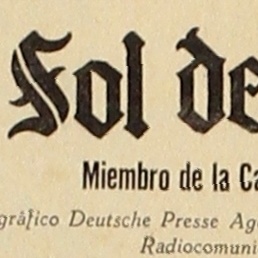 Sol de
Miembro de la Ca
gráfico Deutsche Presse Ag
Radiocomuni